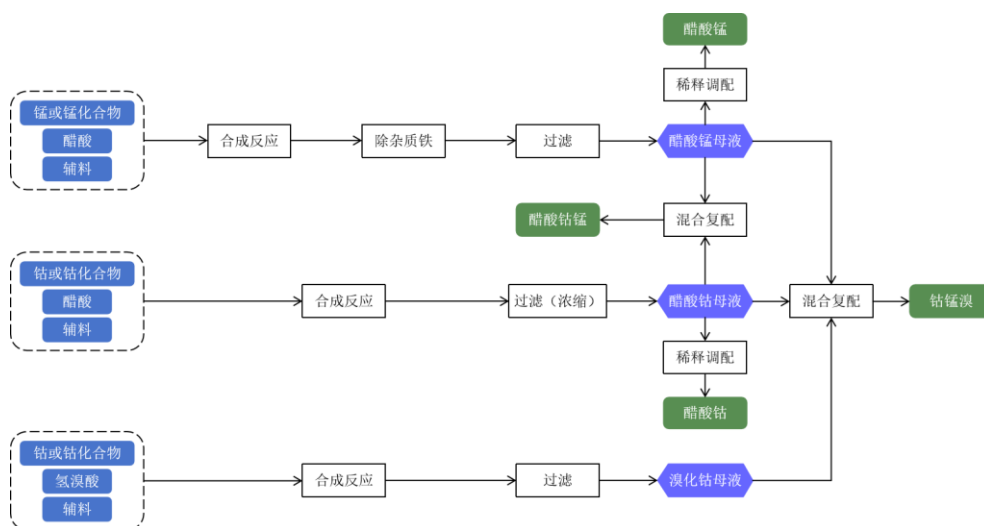 醋酸锰
稀释调配
锰或锰化合物
醋酸
辅料
合成反应
除杂质铁
过滤
醋酸锰母液
醋酸钴锰
混合复配
钴或钴化合物
醋酸
辅料
合成反应
过滤（浓缩）
醋酸钴母液
混合复配
钴锰溴
稀释调配
醋酸钴
钴或钴化合物
氢溴酸
辅料
合成反应
过滤
溴化钴母液